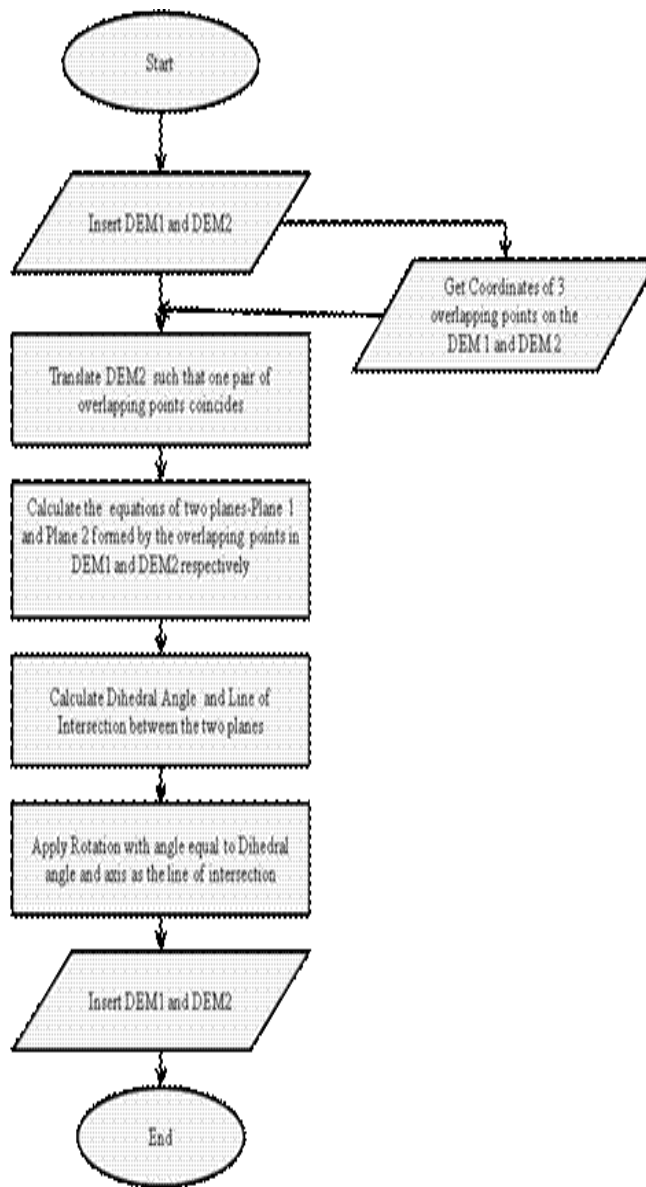 Start
Insert DEM1 and DEM2
Get Coordinates of 3
overlapping points on the
DEM 1 and DEM 2
Translate DEM2 such that one pair of
overlapping points coincides
Calculate the equations of two planes-Plane 1
and Plane 2 formed by the overlapping points in
DEM1 and DEM2 respectively
Calculate Dihedral Angle and Line of
Intersection between the two planes
Apply Rotation with angle equal to Dihedral
angle and axis as the line of intersection
Insert DEM1 and DEM2
End